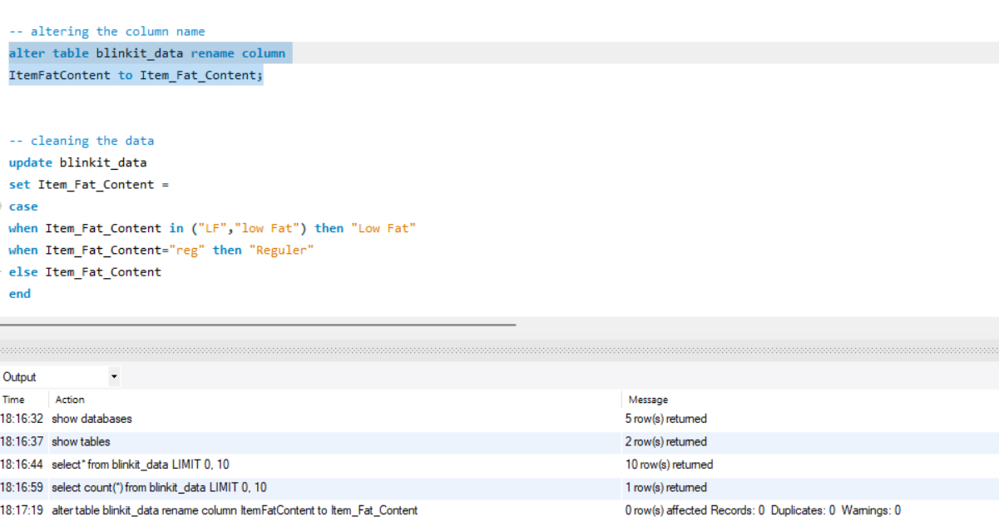 -- altering the column name
alter table blinkit_data rename column
ItemFatContent to Item_Fat_Content;
-- cleaning the data
update blinkit_data
set Item_Fat_Content =
case
when Item_Fat_Content in ("LF","low Fat") then "Low Fat"
when Item_Fat_Content="reg" then "Reguler"
else Item_Fat_Content
end
Output
Time Action Message
18:16:32 show databases 5 row(s) returned
18:16:37 show tables 2 row(s) returned
18:16:44 select* from blinkit_data LIMIT 0, 10 10 row(s) returned
18:16:59 select count(*) from blinkit_data LIMIT 0, 10 1 row(s) returned
18:17:19 alter table blinkit_data rename column ItemFatContent to Item_Fat_Content 0 row(s) affected Records: 0 Duplicates: 0 Warnings: 0